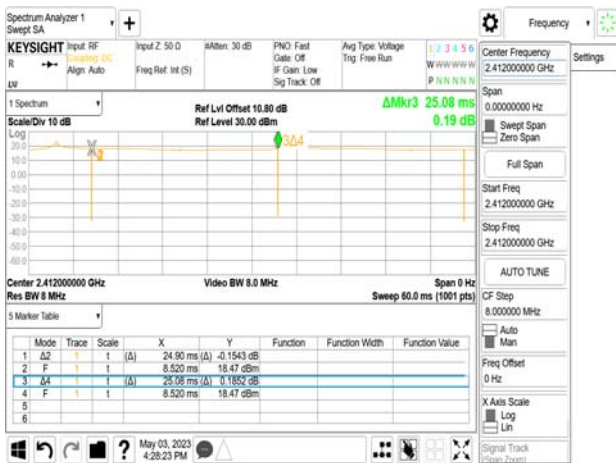 Spectrum Analyzer 1
Swept SA
+
Frequency
KEYSIGHT
Input: RF
Coupling: DC
Align: Auto
Input Z: 50 Ω
Freq Ref: Int (S)
#Atten: 30 dB
PNO: Fast
Gate: Off
IF Gain: Low
Sig Track: Off
Avg Type: Voltage
Trig: Free Run
1 2 3 4 5 6
W W W W W W
P N N N N N
R
LVI
Settings
Center Frequency
2.412000000 GHz
Span
0.00000000 Hz
Swept Span
Zero Span
Full Span
Start Freq
2.412000000 GHz
Stop Freq
2.412000000 GHz
AUTO TUNE
CF Step
8.000000 MHz
Auto
Man
Freq Offset
0 Hz
X Axis Scale
Log
Lin
Signal Track
(Span Zoom)
1 Spectrum
Scale/Div 10 dB
Ref Lvl Offset 10.80 dB
Ref Level 30.00 dBm
ΔMkr3 25.08 ms
0.19 dB
Log
20.0
10.0
0.00
-10.0
-20.0
-30.0
-40.0
-50.0
-60.0
3Δ4
Center 2.412000000 GHz
Res BW 8 MHz
Video BW 8.0 MHz
Span 0 Hz
Sweep 60.0 ms (1001 pts)
5 Marker Table
Mode Trace Scale X Y Function Function Width Function Value
1 Δ2 1 t (Δ) 24.90 ms (Δ) -0.1543 dB
2 F 1 t 8.520 ms 18.47 dBm
3 Δ4 1 t (Δ) 25.08 ms (Δ) 0.1852 dB
4 F 1 t 8.520 ms 18.47 dBm
5
6
?
May 03, 2023
4:28:23 PM